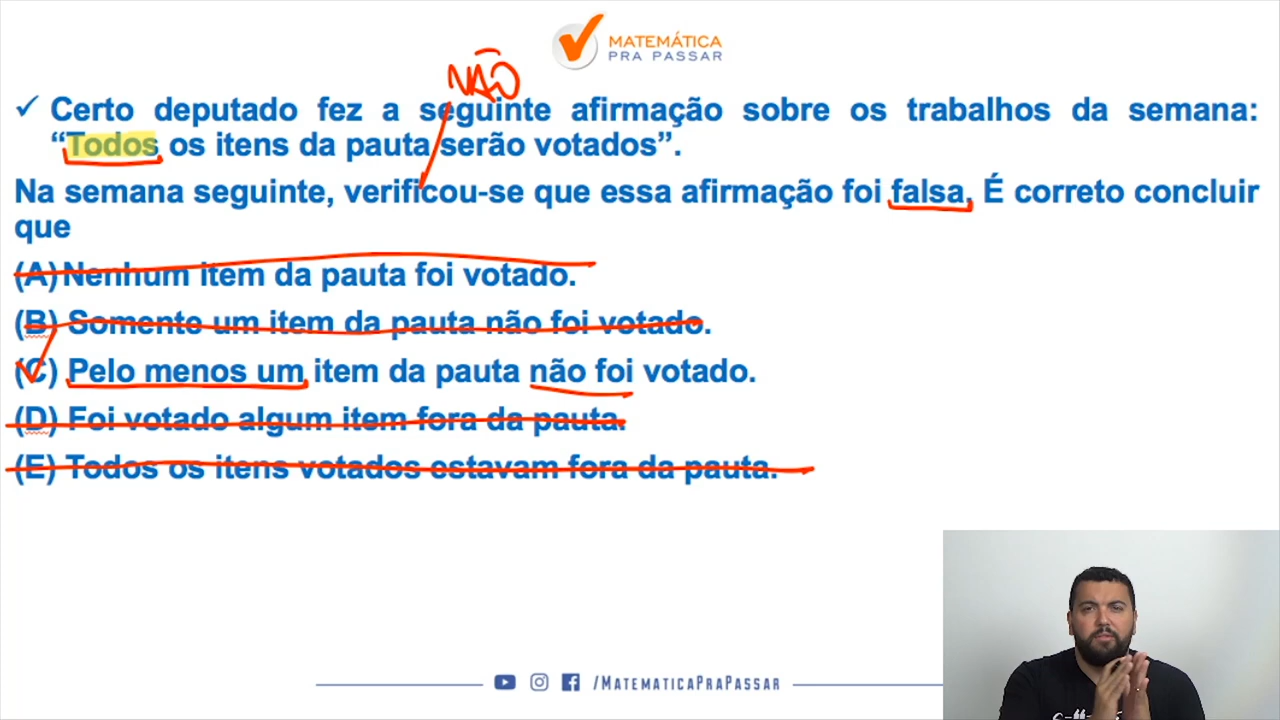 MATEMÁTICA
PRA PASSAR
NÃO
✓ Certo deputado fez a seguinte afirmação sobre os trabalhos da semana:
“Todos os itens da pauta serão votados”.
Na semana seguinte, verificou-se que essa afirmação foi falsa. É correto concluir
que
(A) Nenhum item da pauta foi votado.
(B) Somente um item da pauta não foi votado.
(C) Pelo menos um item da pauta não foi votado.
(D) Foi votado algum item fora da pauta.
(E) Todos os itens votados estavam fora da pauta.
/MATEMATICAPRAPASSAR